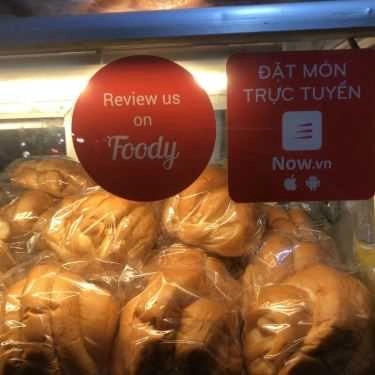 Review us
on
Foody
ĐẶT MÓN
TRỰC TUYẾN
Now.vn